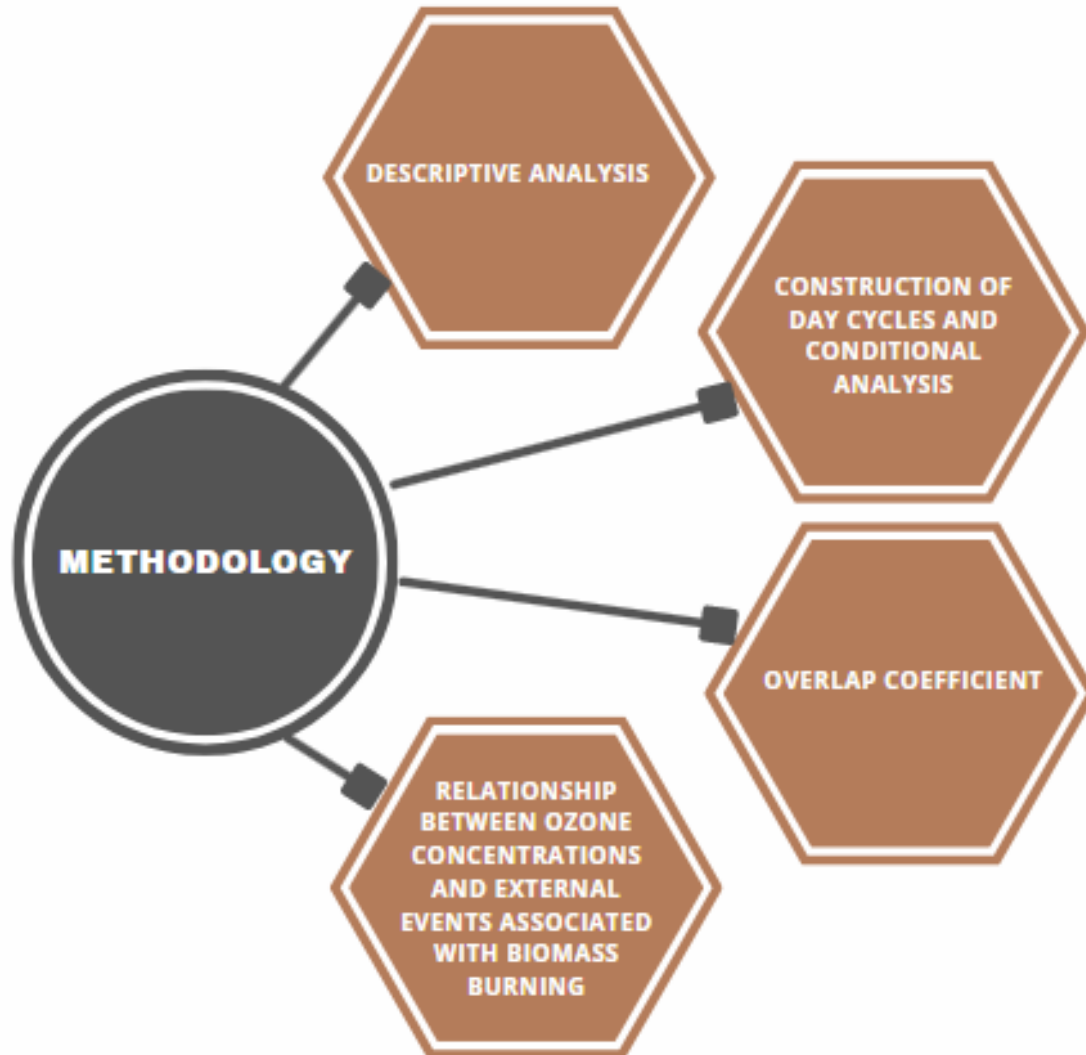 DESCRIPTIVE ANALYSIS
CONSTRUCTION OF
DAY CYCLES AND
CONDITIONAL
ANALYSIS
METHODOLOGY
OVERLAP COEFFICIENT
RELATIONSHIP
BETWEEN OZONE
CONCENTRATIONS
AND EXTERNAL
EVENTS ASSOCIATED
WITH BIOMASS
BURNING